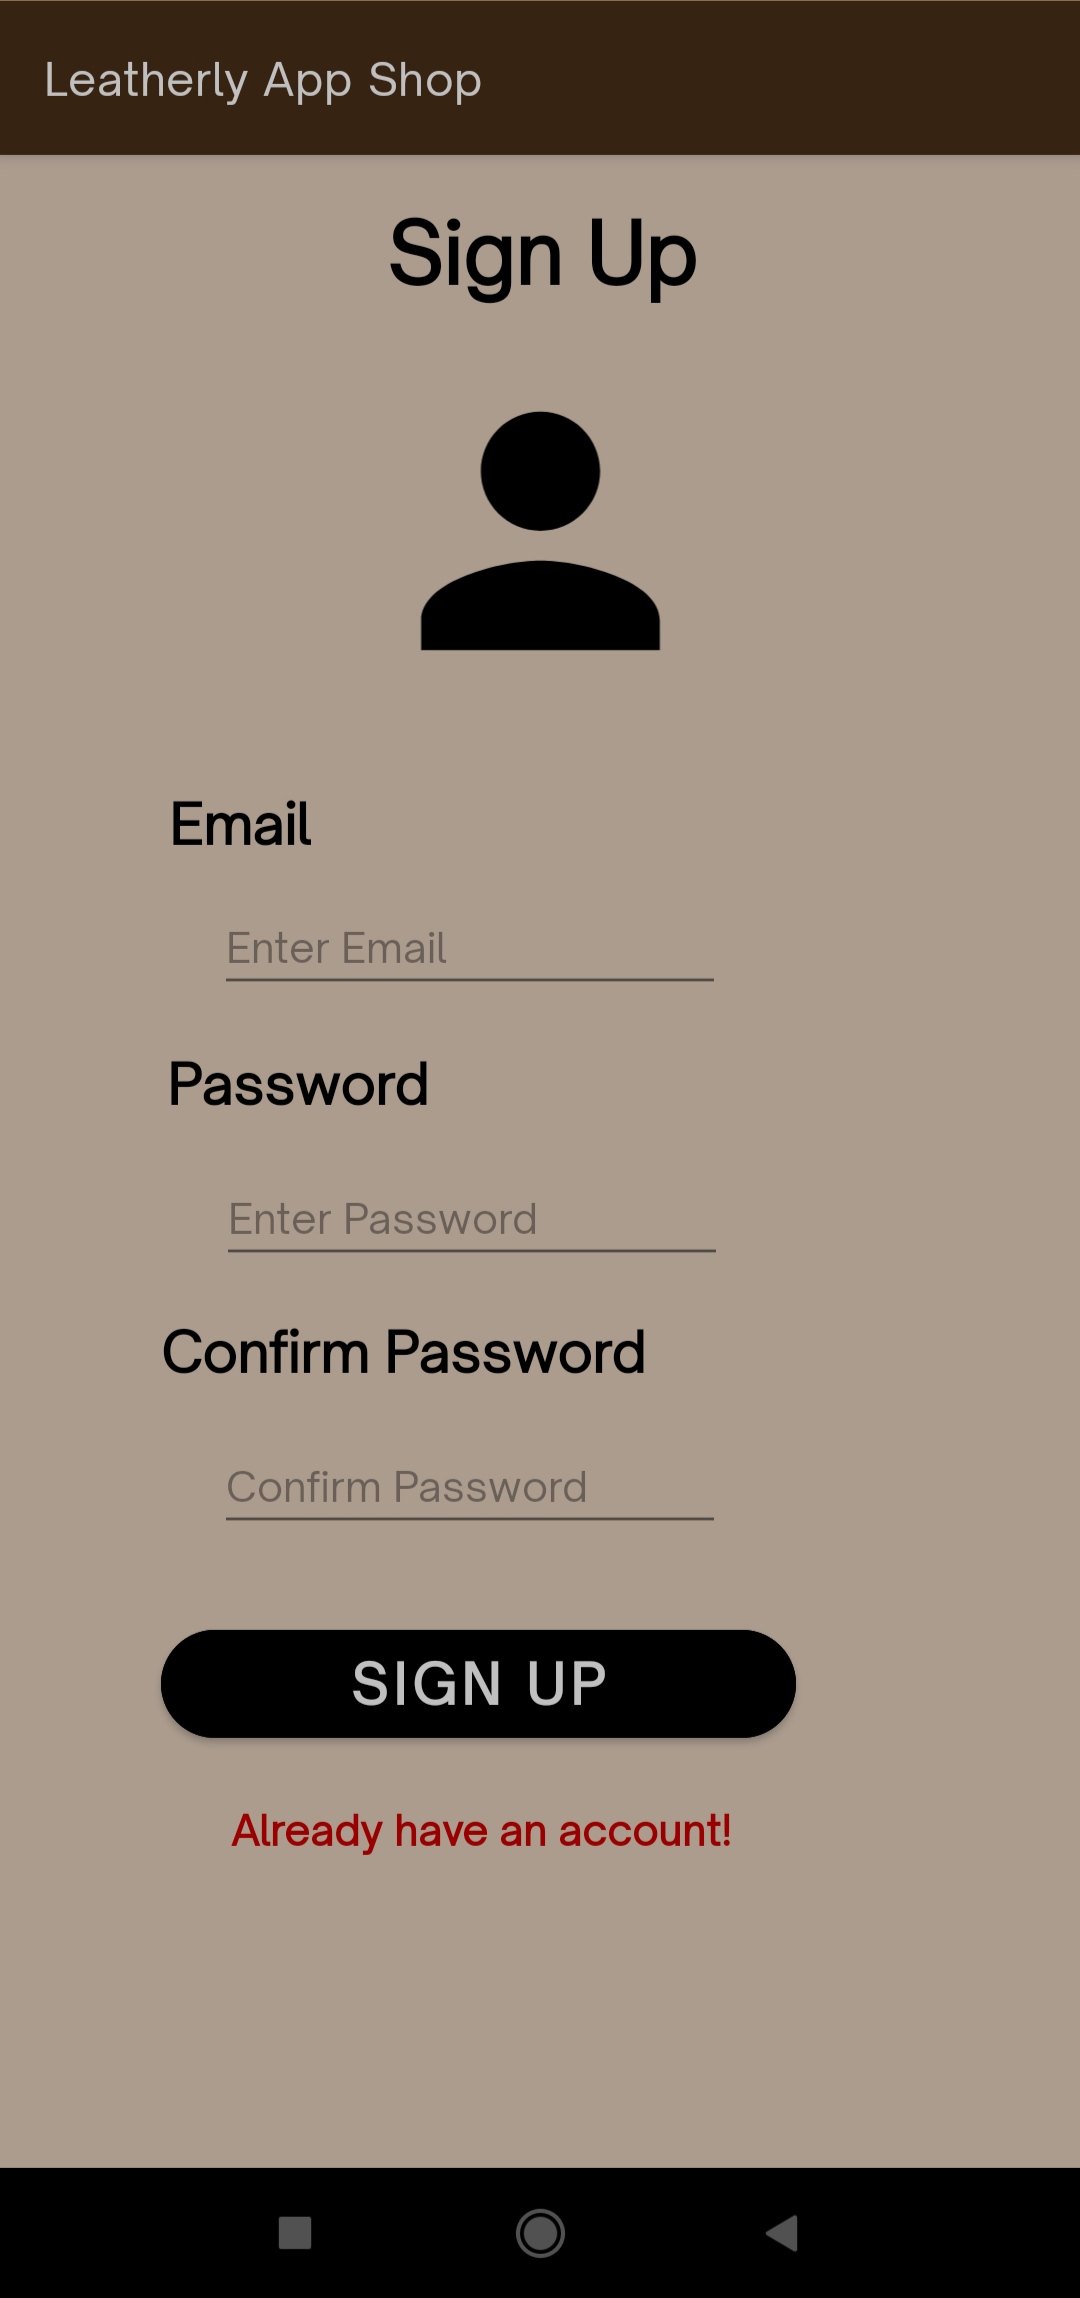 Leatherly App Shop
Sign Up
Email
Enter Email
Password
Enter Password
Confirm Password
Confirm Password
SIGN UP
Already have an account!